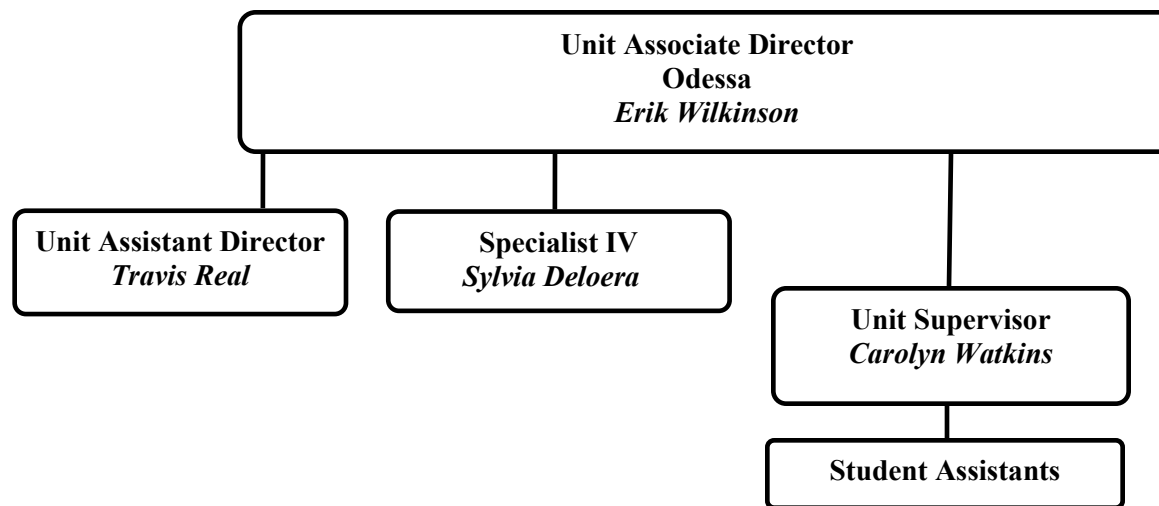 Unit Associate Director
Odessa
Erik Wilkinson
Unit Assistant Director
Travis Real
Specialist IV
Sylvia Deloera
Unit Supervisor
Carolyn Watkins
Student Assistants